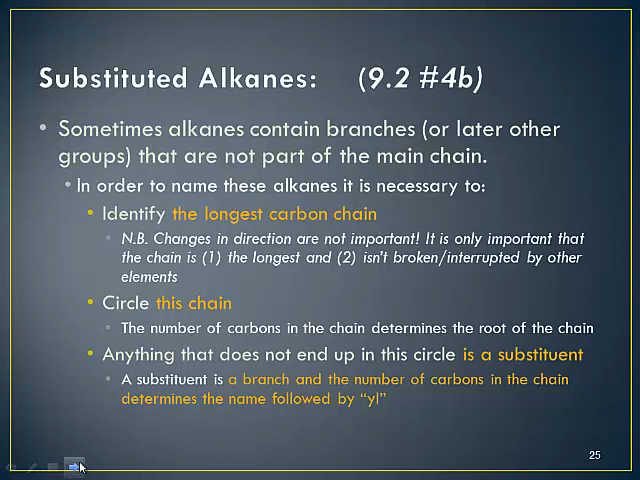 Substituted Alkanes: (9.2 #4b)
• Sometimes alkanes contain branches (or later other
groups) that are not part of the main chain.
• In order to name these alkanes it is necessary to:
• Identify the longest carbon chain
• N.B. Changes in direction are not important! It is only important that
the chain is (1) the longest and (2) isn't broken/interrupted by other
elements
• Circle this chain
• The number of carbons in the chain determines the root of the chain
• Anything that does not end up in this circle is a substituent
• A substituent is a branch and the number of carbons in the chain
determines the name followed by “yl”
25